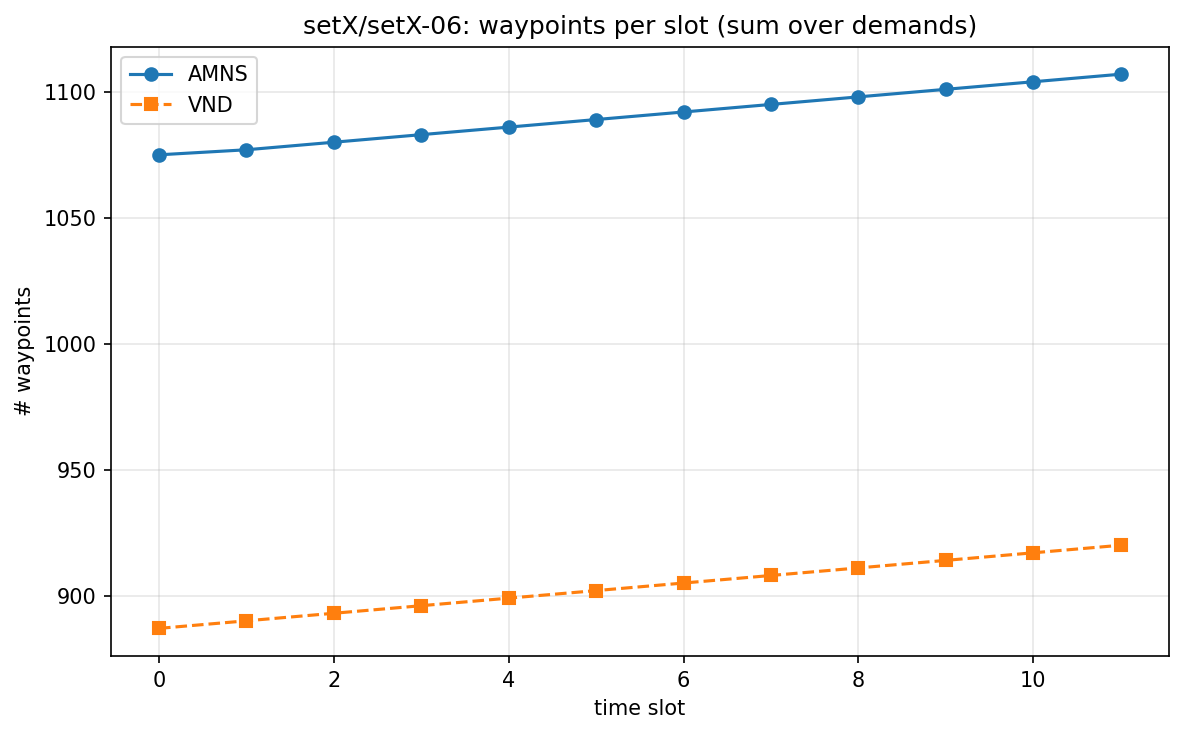 setX/setX-06: waypoints per slot (sum over demands)
AMNS
VND
1100
1050
1000
950
900
# waypoints
0 2 4 6 8 10
time slot